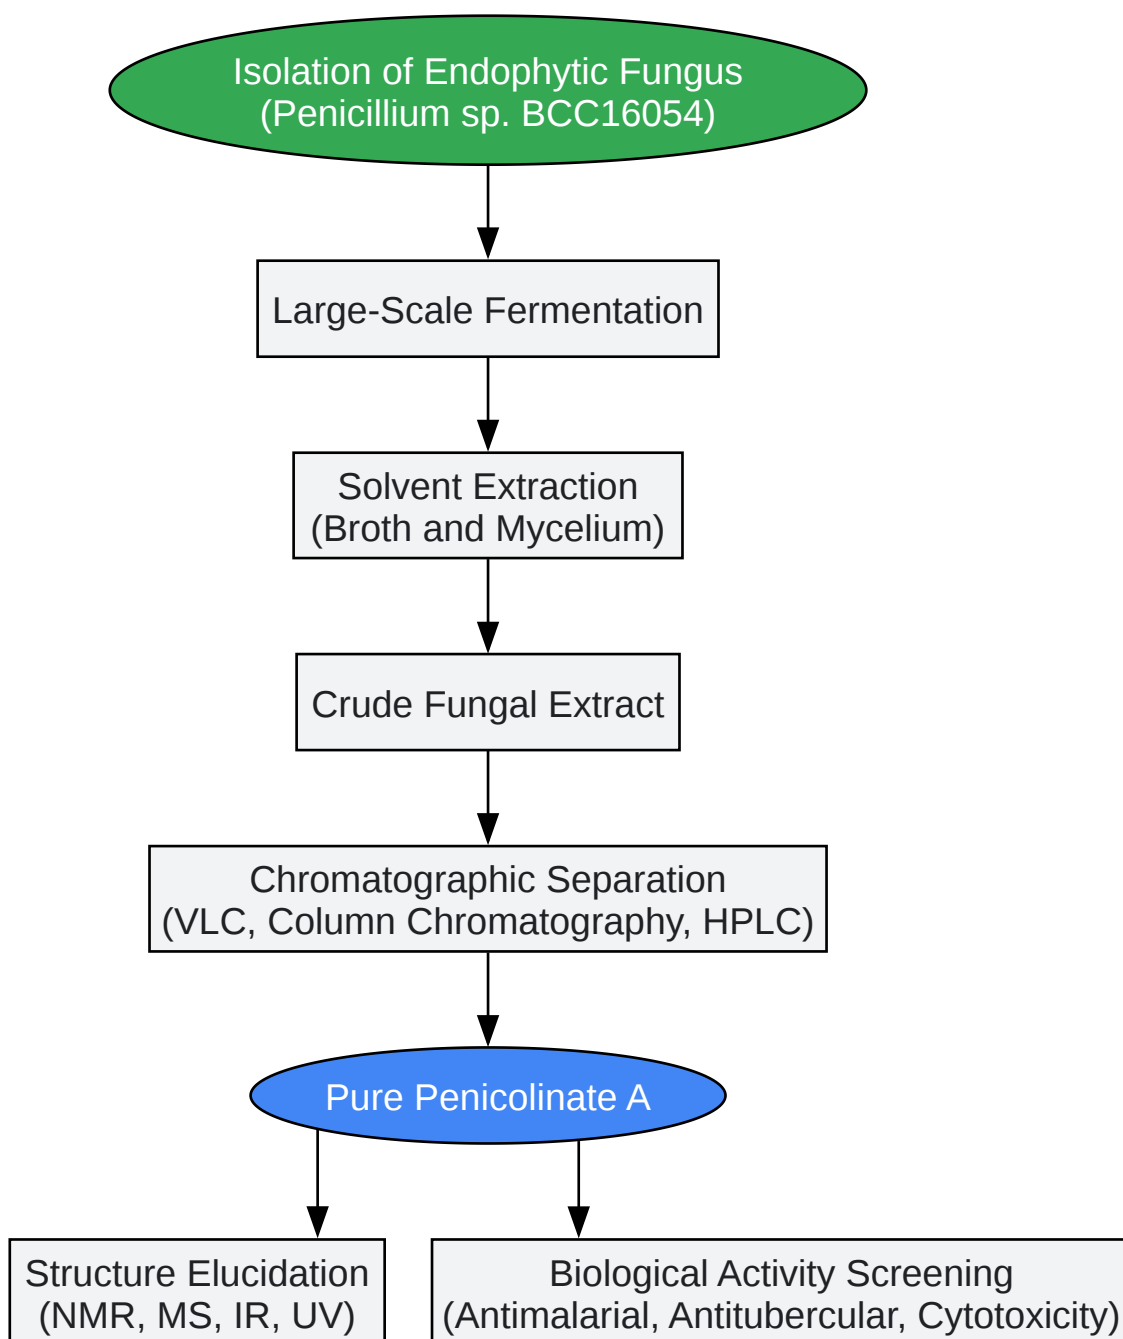 Isolation of Endophytic Fungus
(Penicillium sp. BCC16054)
Large-Scale Fermentation
Solvent Extraction
(Broth and Mycelium)
Crude Fungal Extract
Chromatographic Separation
(VLC, Column Chromatography, HPLC)
Pure Penicolinate A
Structure Elucidation
(NMR, MS, IR, UV)
Biological Activity Screening
(Antimalarial, Antitubercular, Cytotoxicity)